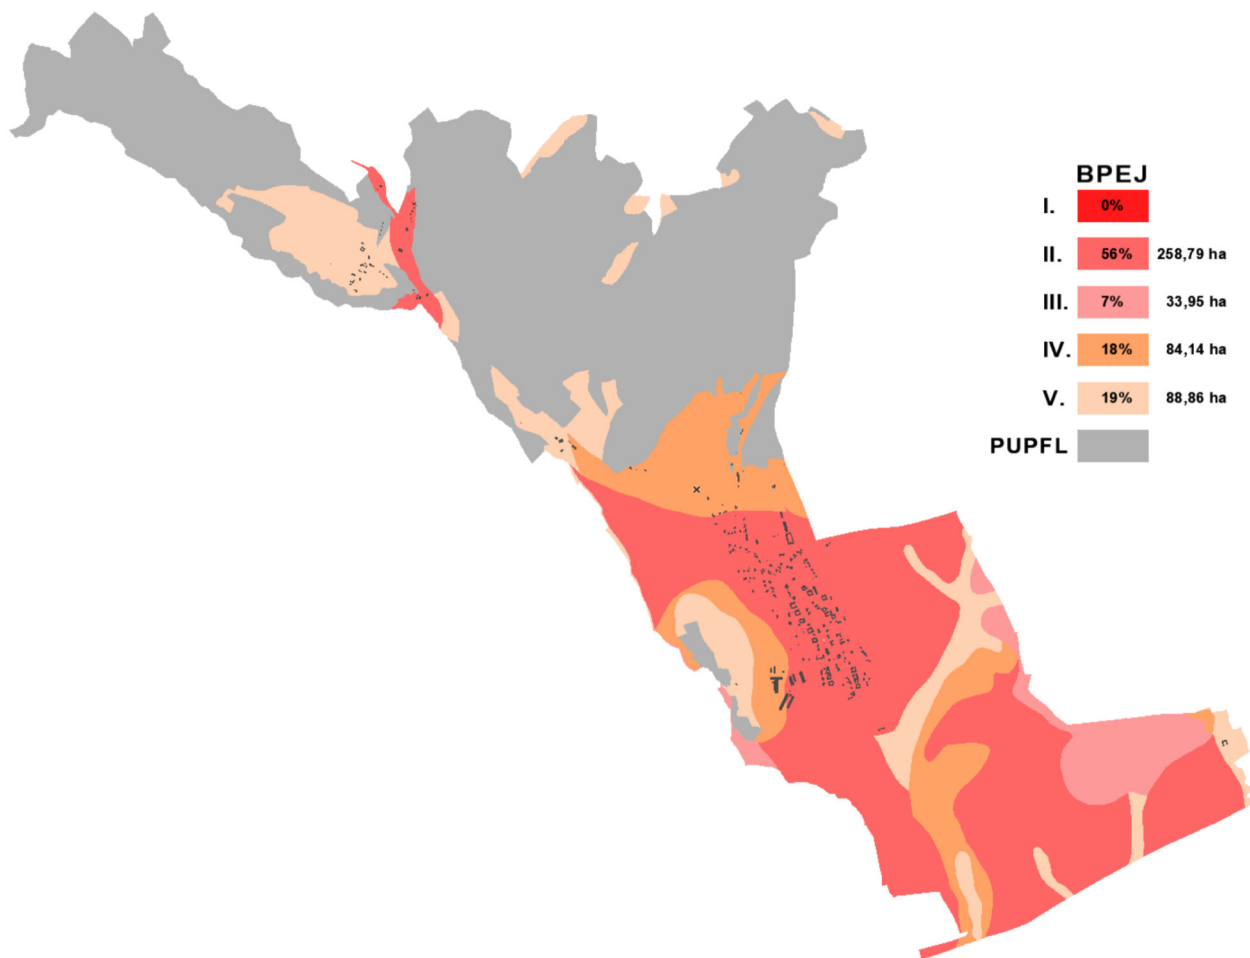 BPEJ
I. 0%
II. 56% 258,79 ha
III. 7% 33,95 ha
IV. 18% 84,14 ha
V. 19% 88,86 ha
PUPFL